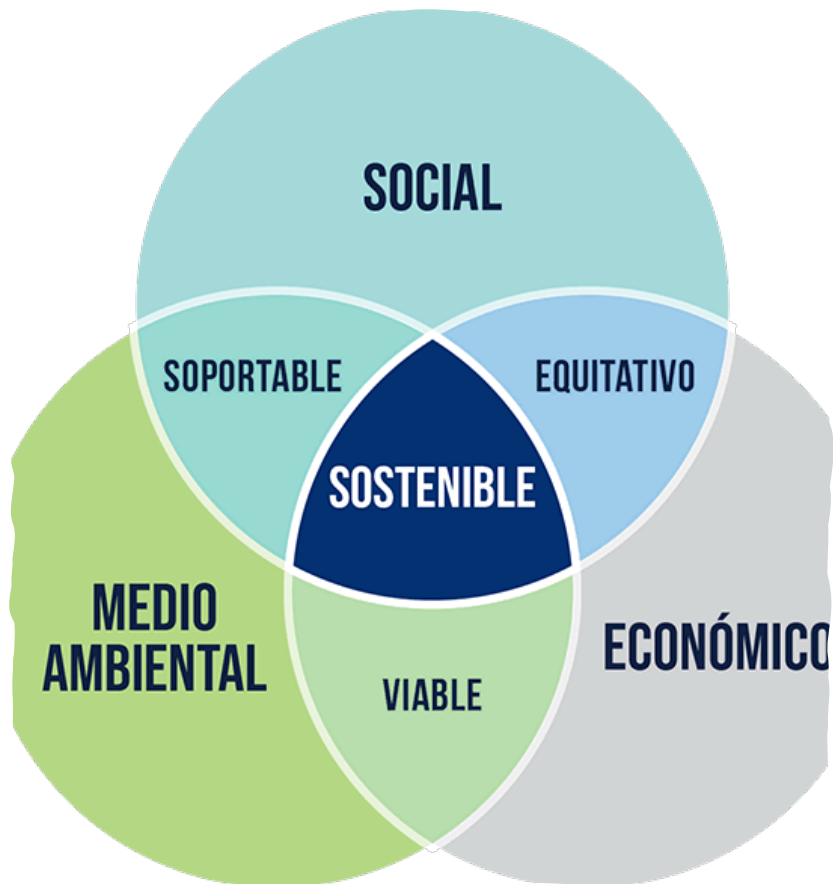 SOCIAL
SOPORTABLE
EQUITATIVO
SOSTENIBLE
MEDIO
AMBIENTAL
ECONÓMICO
VIABLE